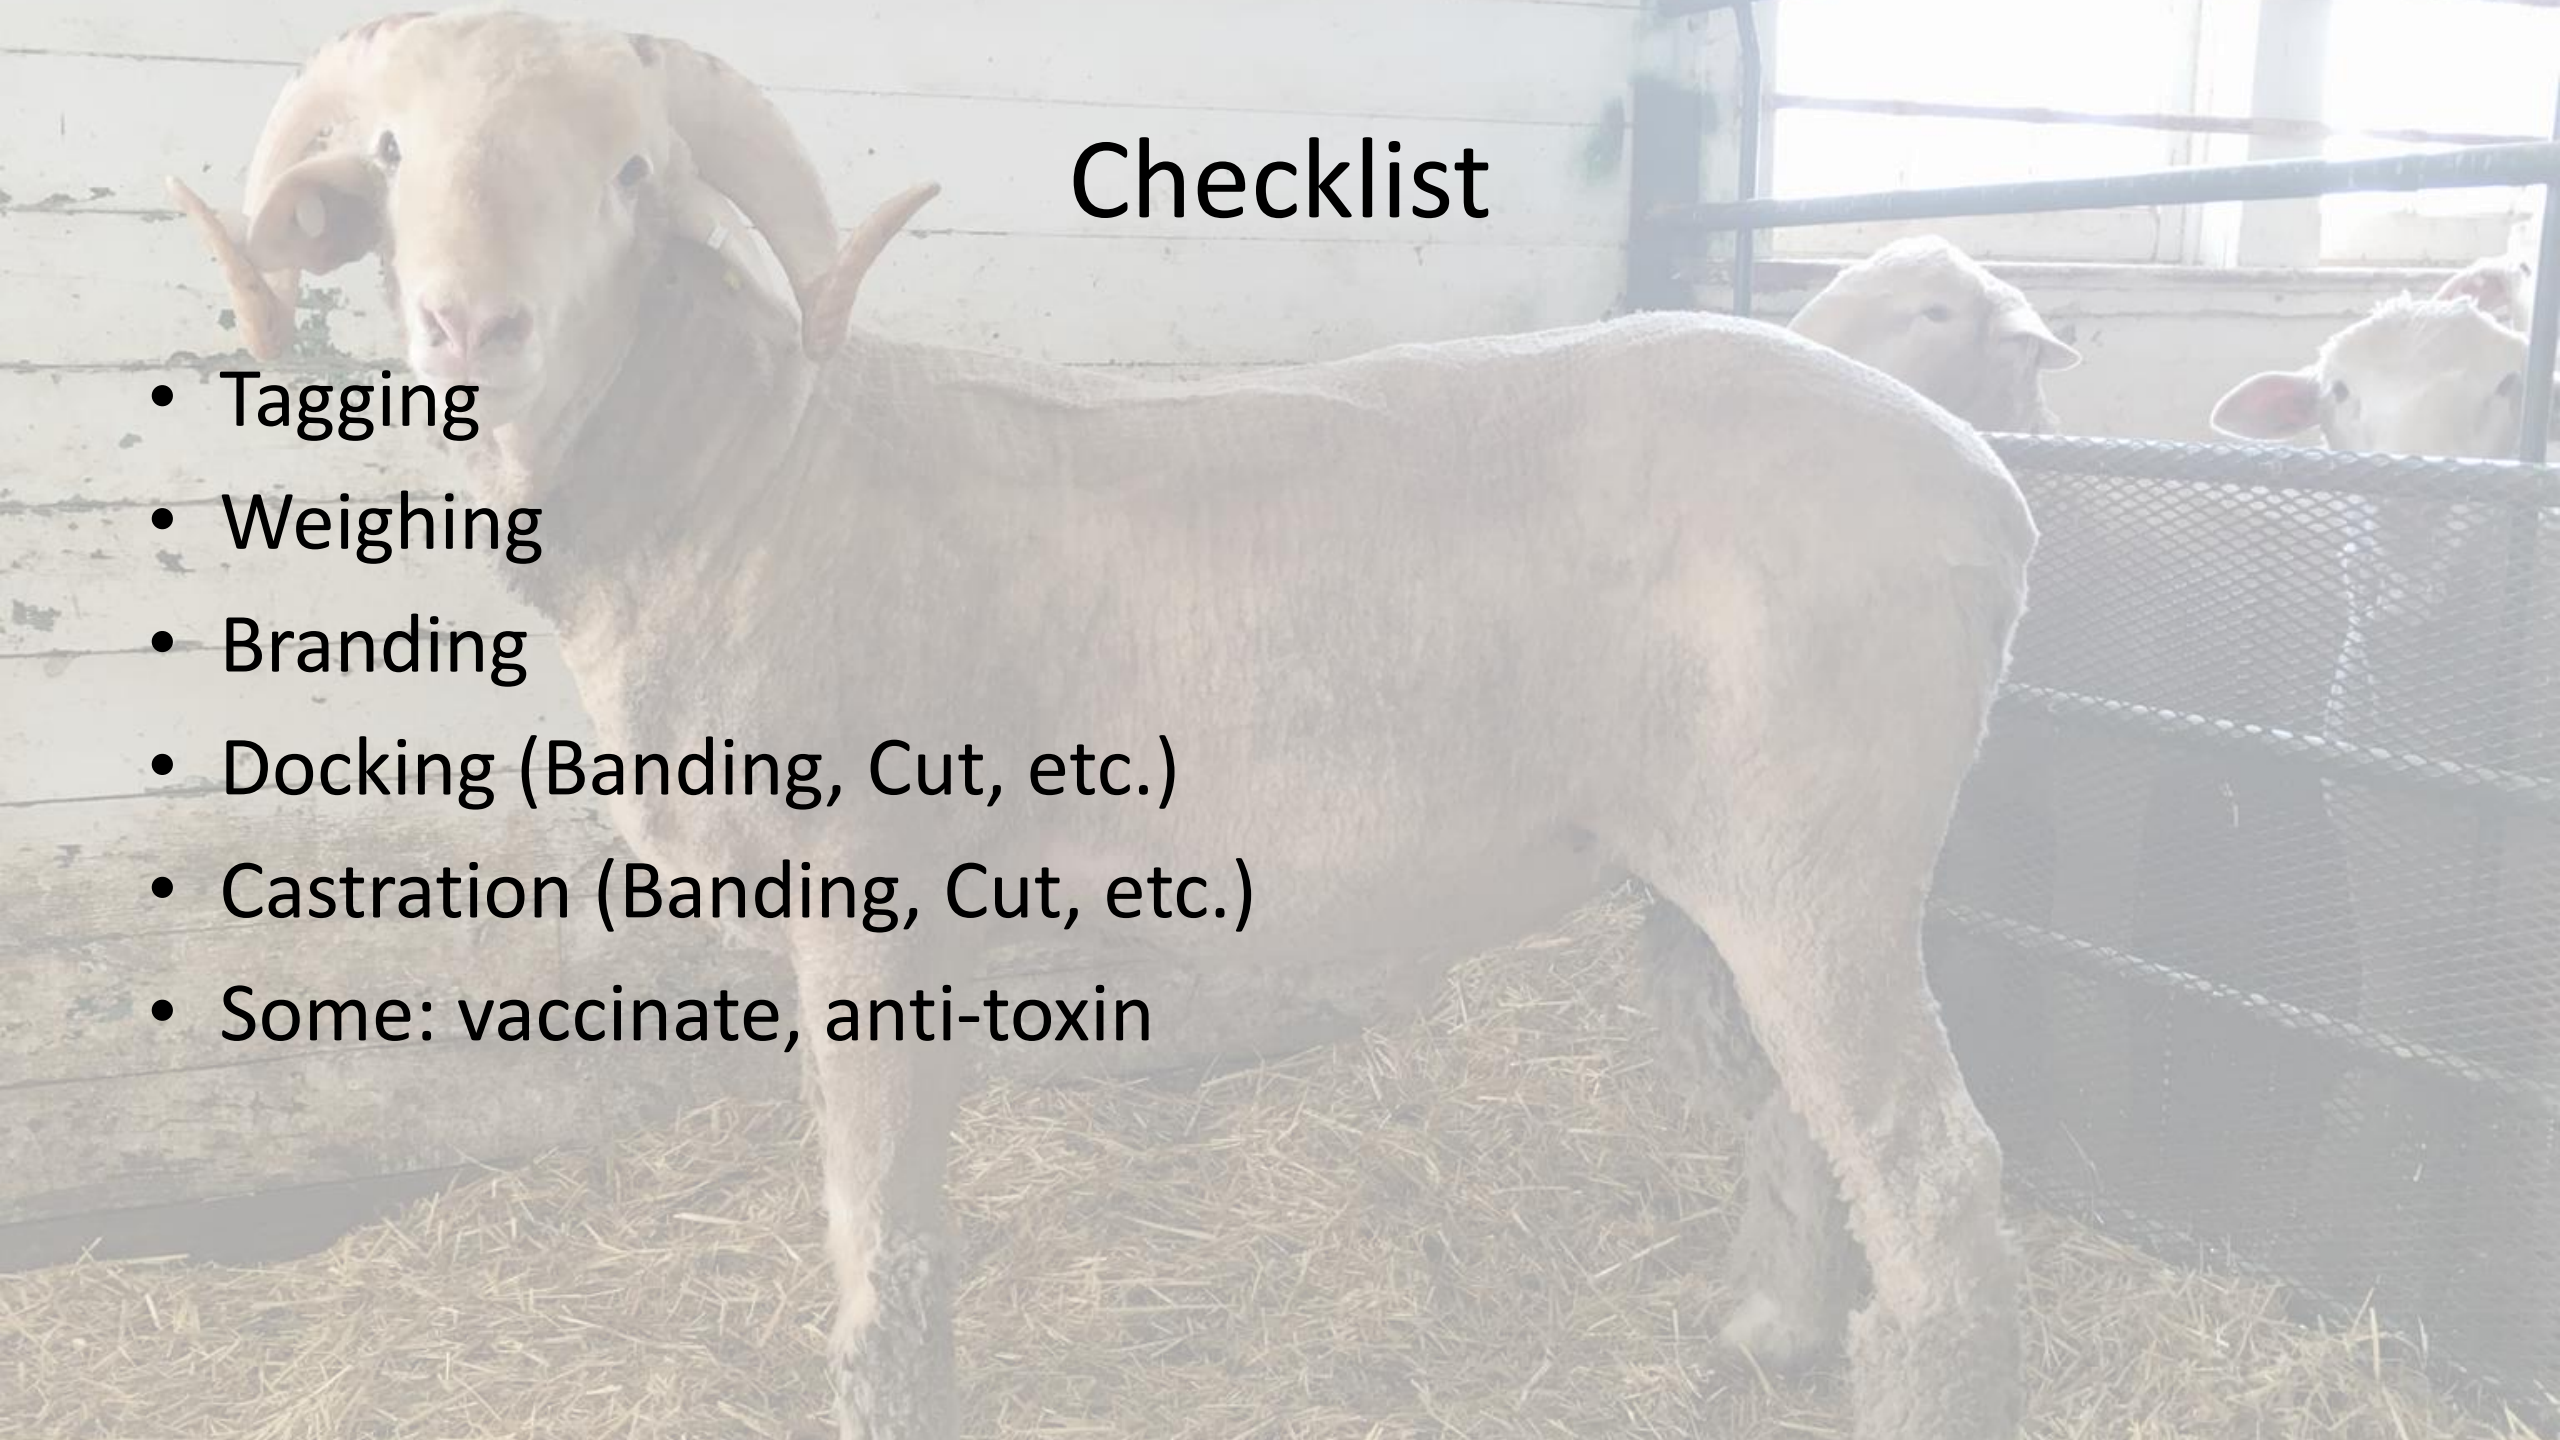 Checklist
• Tagging
• Weighing
• Branding
• Docking (Banding, Cut, etc.)
• Castration (Banding, Cut, etc.)
• Some: vaccinate, anti-toxin